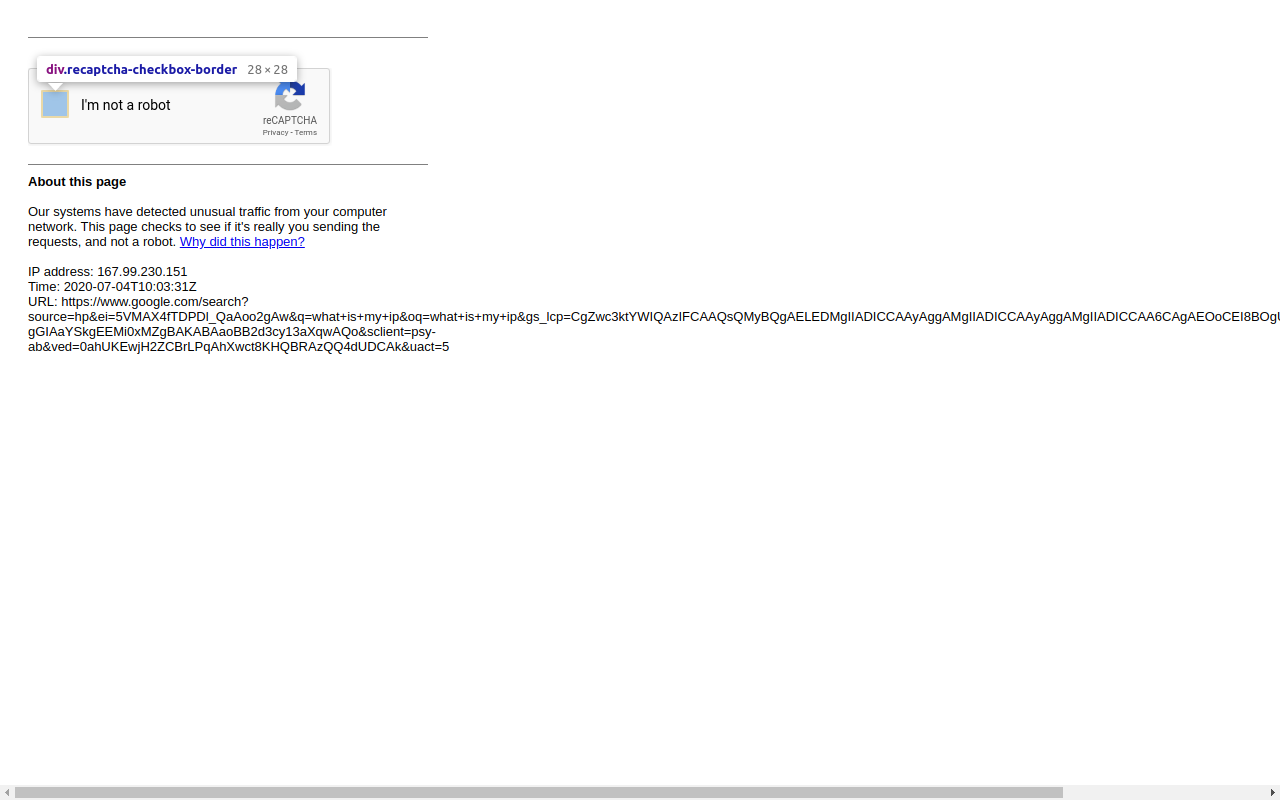 div.recaptcha-checkbox-border 28 × 28
I'm not a robot
reCAPTCHA
Privacy - Terms
About this page
Our systems have detected unusual traffic from your computer
network. This page checks to see if it's really you sending the
requests, and not a robot. Why did this happen?
IP address: 167.99.230.151
Time: 2020-07-04T10:03:31Z
URL: https://www.google.com/search?
source=hp&ei=5VMAX4fTDPDl_QaAoo2gAw&q=what+is+my+ip&oq=what+is+my+ip&gs_lcp=CgZwc3ktYWIQAzIFCAAQsQMyBQgAELEDMgIIADICCAAyAggAMgIIADICCAAyAggAMgIIADICCAA6CAgAEOoCEI8BOgU
gGIAaYSkgEEMi0xMZgBAKABAaoBB2d3cy13aXqwAQo&sclient=psy-
ab&ved=0ahUKEwjH2ZCBrLPqAhXwct8KHQBRAzQQ4dUDCAk&uact=5